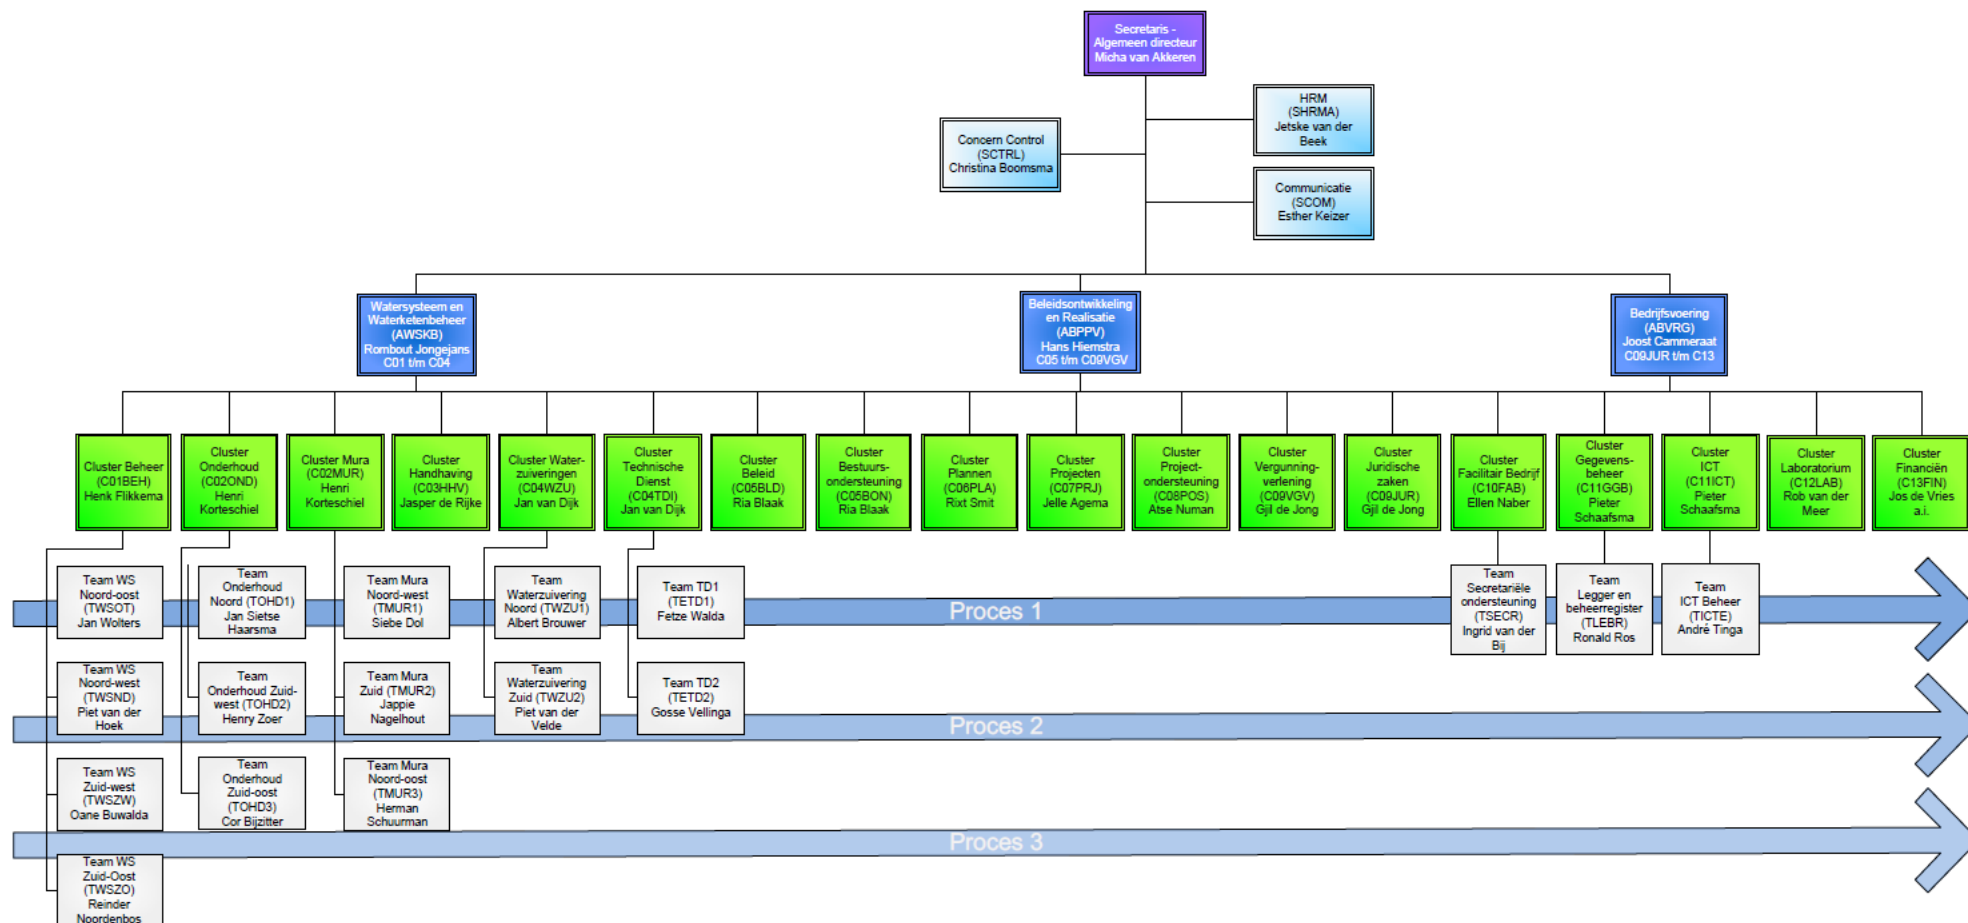 Secretaris -
Algemeen directeur
Micha van Akkeren
HRM
(SHRMA)
Jetske van der
Beek
Concern Control
(SCTRL)
Christina Boomsma
Communicatie
(SCOM)
Esther Keizer
Watersysteem en
Waterketenbeheer
(AWSKB)
Rombout Jongejans
C01 t/m C04
Beleidsontwikkeling
en Realisatie
(ABPPV)
Hans Hiemstra
C05 t/m C09VGV
Bedrijfsvoering
(ABVRG)
Joost Cammeraat
C09JUR t/m C13
Cluster Beheer
(C01BEH)
Henk Flikkema
Cluster
Onderhoud
(C02OND)
Henri
Korteschiel
Cluster Mura
(C02MUR)
Henri
Korteschiel
Cluster
Handhaving
(C03HHV)
Jasper de Rijke
Cluster Water-
zuiveringen
(C04WZU)
Jan van Dijk
Cluster
Technische
Dienst
(C04TDI)
Jan van Dijk
Cluster
Beleid
(C05BLD)
Ria Blaak
Cluster
Bestuurs-
ondersteuning
(C05BON)
Ria Blaak
Cluster
Plannen
(C06PLA)
Rixt Smit
Cluster
Projecten
(C07PRJ)
Jelle Agema
Cluster
Project-
ondersteuning
(C08POS)
Atse Numan
Cluster
Vergunning-
verlening
(C09VGV)
Gjil de Jong
Cluster
Juridische
zaken
(C09JUR)
Gjil de Jong
Cluster
Facilitair Bedrijf
(C10FAB)
Ellen Naber
Cluster
Gegevens-
beheer
(C11GGB)
Pieter
Schaafsma
Cluster
ICT
(C11ICT)
Pieter
Schaafsma
Cluster
Laboratorium
(C12LAB)
Rob van der
Meer
Cluster
Financiën
(C13FIN)
Jos de Vries
a.i.
Team WS
Noord-oost
(TWSOT)
Jan Wolters
Team
Onderhoud
Noord (TOHD1)
Jan Sietse
Haarsma
Team Mura
Noord-west
(TMUR1)
Siebe Dol
Team
Waterzuivering
Noord (TWZU1)
Albert Brouwer
Team TD1
(TETD1)
Fetze Walda
Proces 1
Team
Secretariële
ondersteuning
(TSECR)
Ingrid van der
Bij
Team
Legger en
beheerregister
(TLEBR)
Ronald Ros
Team
ICT Beheer
(TICTE)
André Tinga
Team WS
Noord-west
(TWSND)
Piet van der
Hoek
Team
Onderhoud Zuid-
west (TOHD2)
Henry Zoer
Team Mura
Zuid (TMUR2)
Jappie
Nagelhout
Team
Waterzuivering
Zuid (TWZU2)
Piet van der
Velde
Team TD2
(TETD2)
Gosse Vellinga
Proces 2
Team WS
Zuid-west
(TWSZW)
Oane Buwalda
Team
Onderhoud
Zuid-oost
(TOHD3)
Cor Bijzitter
Team Mura
Noord-oost
(TMUR3)
Herman
Schuurman
Proces 3
Team WS
Zuid-Oost
(TWSZO)
Reinder
Noordenbos